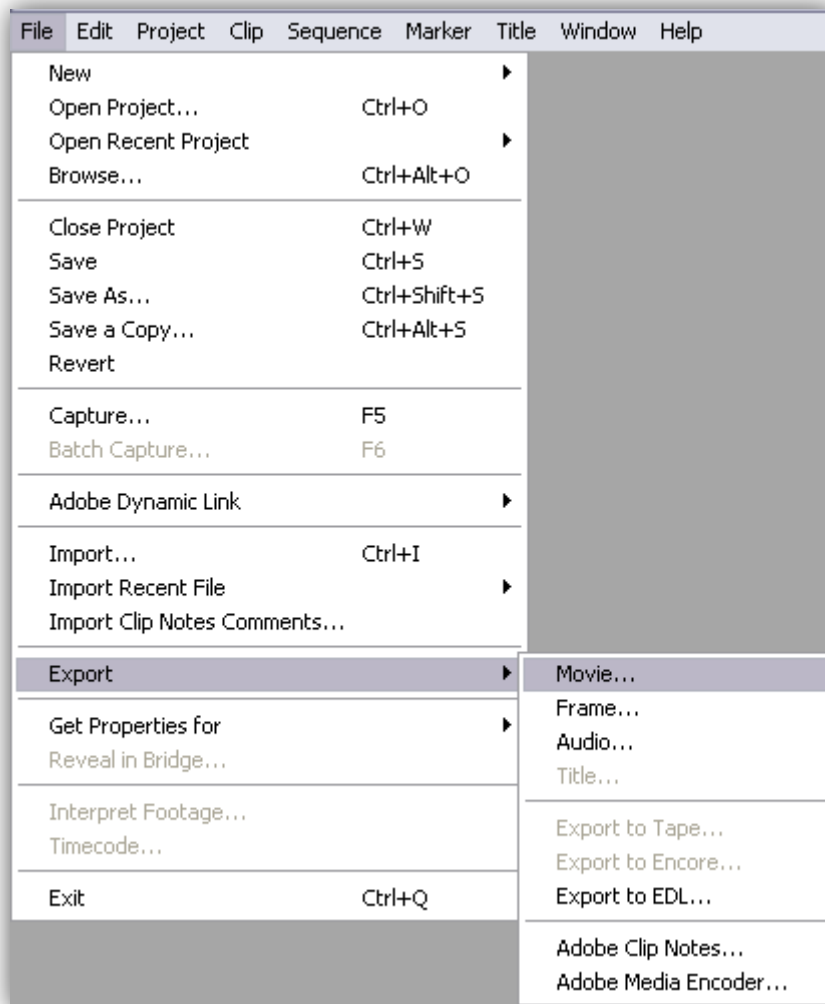 File Edit Project Clip Sequence Marker Title Window Help
New
Open Project... Ctrl+O
Open Recent Project
Browse... Ctrl+Alt+O
Close Project Ctrl+W
Save Ctrl+S
Save As... Ctrl+Shift+S
Save a Copy... Ctrl+Alt+S
Revert
Capture... F5
Batch Capture... F6
Adobe Dynamic Link
Import... Ctrl+I
Import Recent File
Import Clip Notes Comments...
Export
Get Properties for
Reveal in Bridge...
Interpret Footage...
Timecode...
Exit Ctrl+Q
Movie...
Frame...
Audio...
Title...
Export to Tape...
Export to Encore...
Export to EDL...
Adobe Clip Notes...
Adobe Media Encoder...